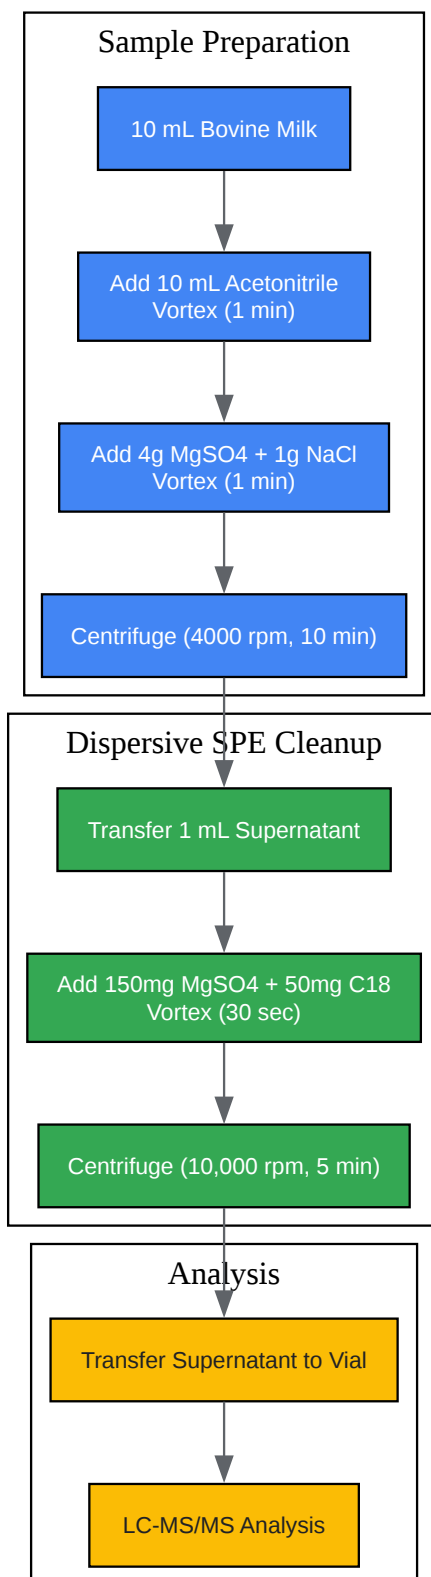 Sample Preparation
10 mL Bovine Milk
Add 10 mL Acetonitrile
Vortex (1 min)
Add 4g MgSO4 + 1g NaCl
Vortex (1 min)
Centrifuge (4000 rpm, 10 min)
Dispersive SPE Cleanup
Transfer 1 mL Supernatant
Add 150mg MgSO4 + 50mg C18
Vortex (30 sec)
Centrifuge (10,000 rpm, 5 min)
Analysis
Transfer Supernatant to Vial
LC-MS/MS Analysis